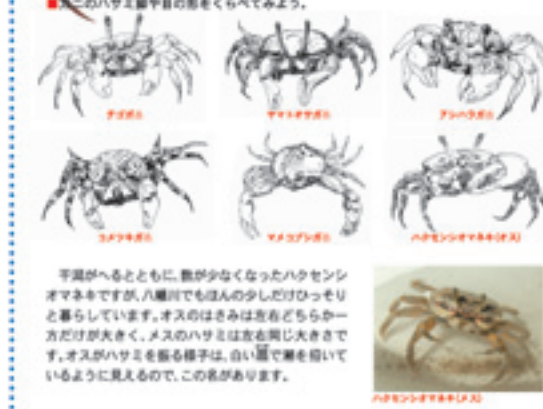 ■カニのハサミ脚や目の形をくらべてみよう。
チゴガニ
ヤマトオサガニ
アシハラガニ
コメツキガニ
マメコブシガニ
ハクセンシオマネキ(オス)
干潟がへるとともに、数が少なくなったハクセンシ
オマネキですが、八幡川でもほんの少しだけひっそり
と暮らしています。オスのはさみは左右どちらか一
方だけが大きく、メスのハサミは左右同じ大きさで
す。オスがハサミを振る様子は、白い扇で潮を招いて
いるように見えるので、この名があります。
ハクセンシオマネキ(メス)